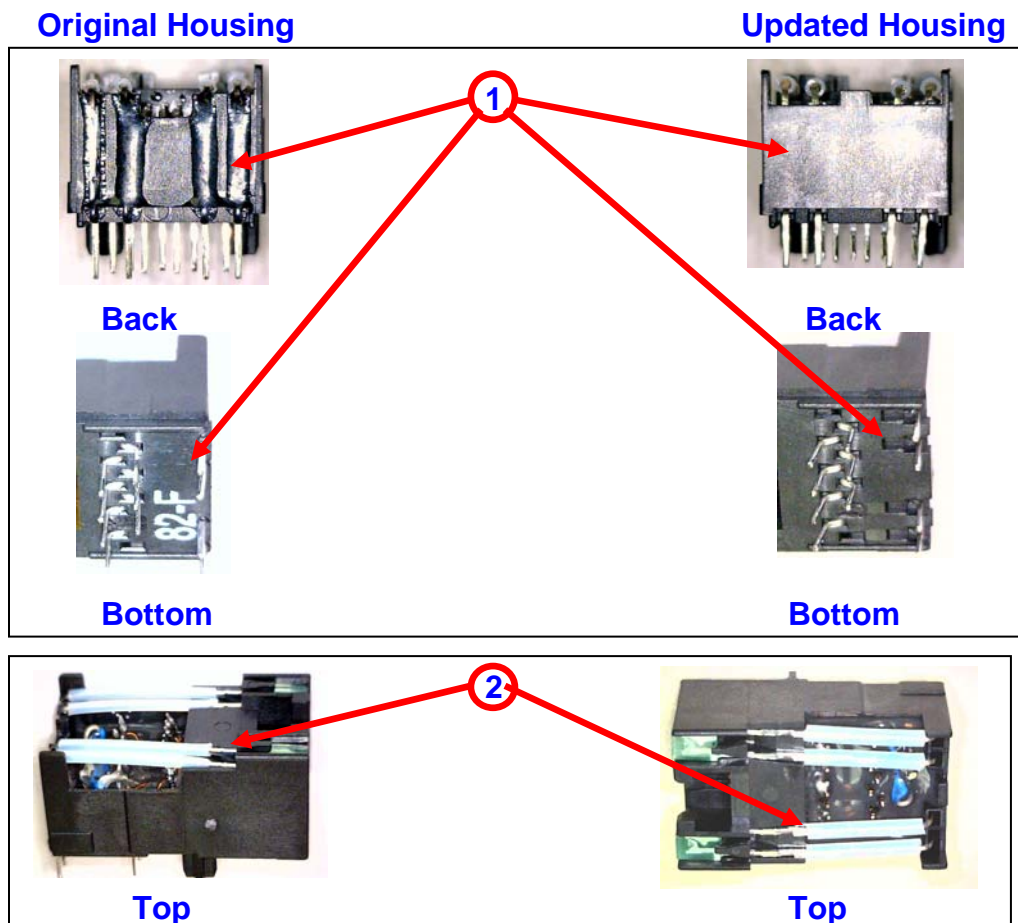 Original Housing
Updated Housing
1
Back
Back
82-F
Bottom
Bottom
2
Top
Top